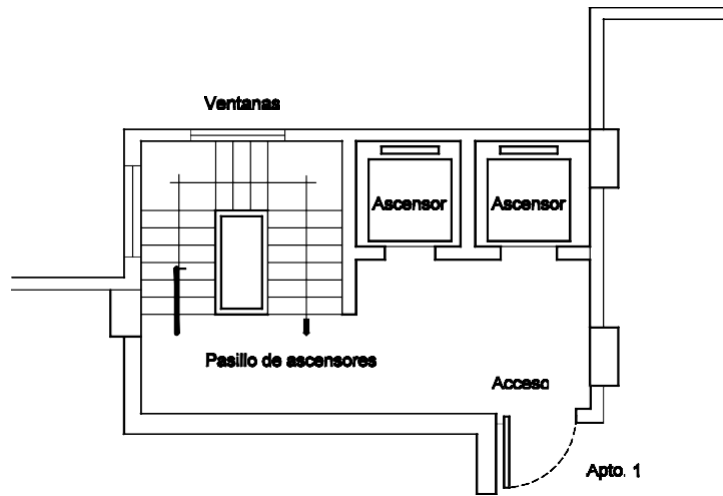 Ventanas
Ascensor
Ascensor
Pasillo de ascensores
Acceso
Apto. 1